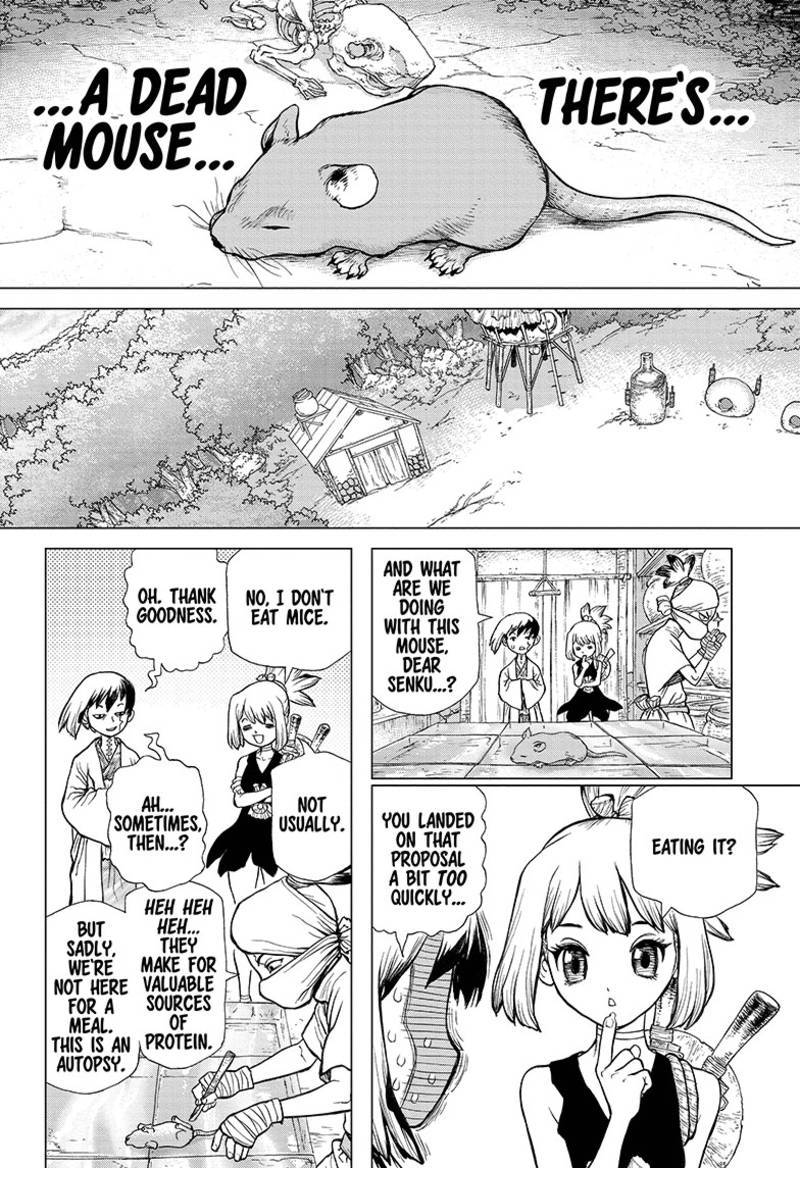 THERE'S...
...A DEAD
MOUSE...
AND WHAT
ARE WE
DOING
WITH THIS
MOUSE,
DEAR
SENKU...?
EATING IT?
YOU LANDED
ON THAT
PROPOSAL
A BIT TOO
QUICKLY...
NO, I DON'T
EAT MICE.
OH. THANK
GOODNESS.
NOT
USUALLY.
AH...
SOMETIMES,
THEN...?
HEH HEH
HEH...
THEY
MAKE FOR
VALUABLE
SOURCES
OF
PROTEIN.
BUT
SADLY,
WE'RE
NOT HERE
FOR A
MEAL.
THIS IS AN
AUTOPSY.